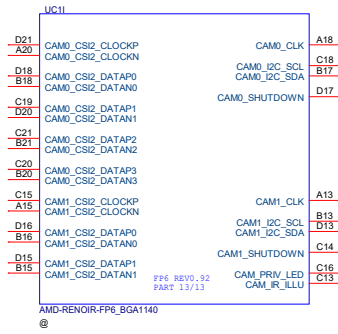 UC1I
D21 CAM0_CSI2_CLOCKP CAM0_CLK A18
A20 CAM0_CSI2_CLOCKN
CAM0_I2C_SCL C18
D18 CAM0_CSI2_DATAP0 CAM0_I2C_SDA B17
B18 CAM0_CSI2_DATAN0
CAM0_SHUTDOWN D17
C19 CAM0_CSI2_DATAP1
D20 CAM0_CSI2_DATAN1
C21 CAM0_CSI2_DATAP2
B21 CAM0_CSI2_DATAN2
C20 CAM0_CSI2_DATAP3
B20 CAM0_CSI2_DATAN3
C15 CAM1_CSI2_CLOCKP CAM1_CLK A13
A15 CAM1_CSI2_CLOCKN
CAM1_I2C_SCL B13
D16 CAM1_CSI2_DATAP0 CAM1_I2C_SDA D13
B16 CAM1_CSI2_DATAN0
CAM1_SHUTDOWN C14
D15 CAM1_CSI2_DATAP1
B15 CAM1_CSI2_DATAN1 FP6 REV0.92 CAM_PRIV_LED C16
PART 13/13 CAM_IR_ILLU C13
AMD-RENOIR-FP6_BGA1140
@